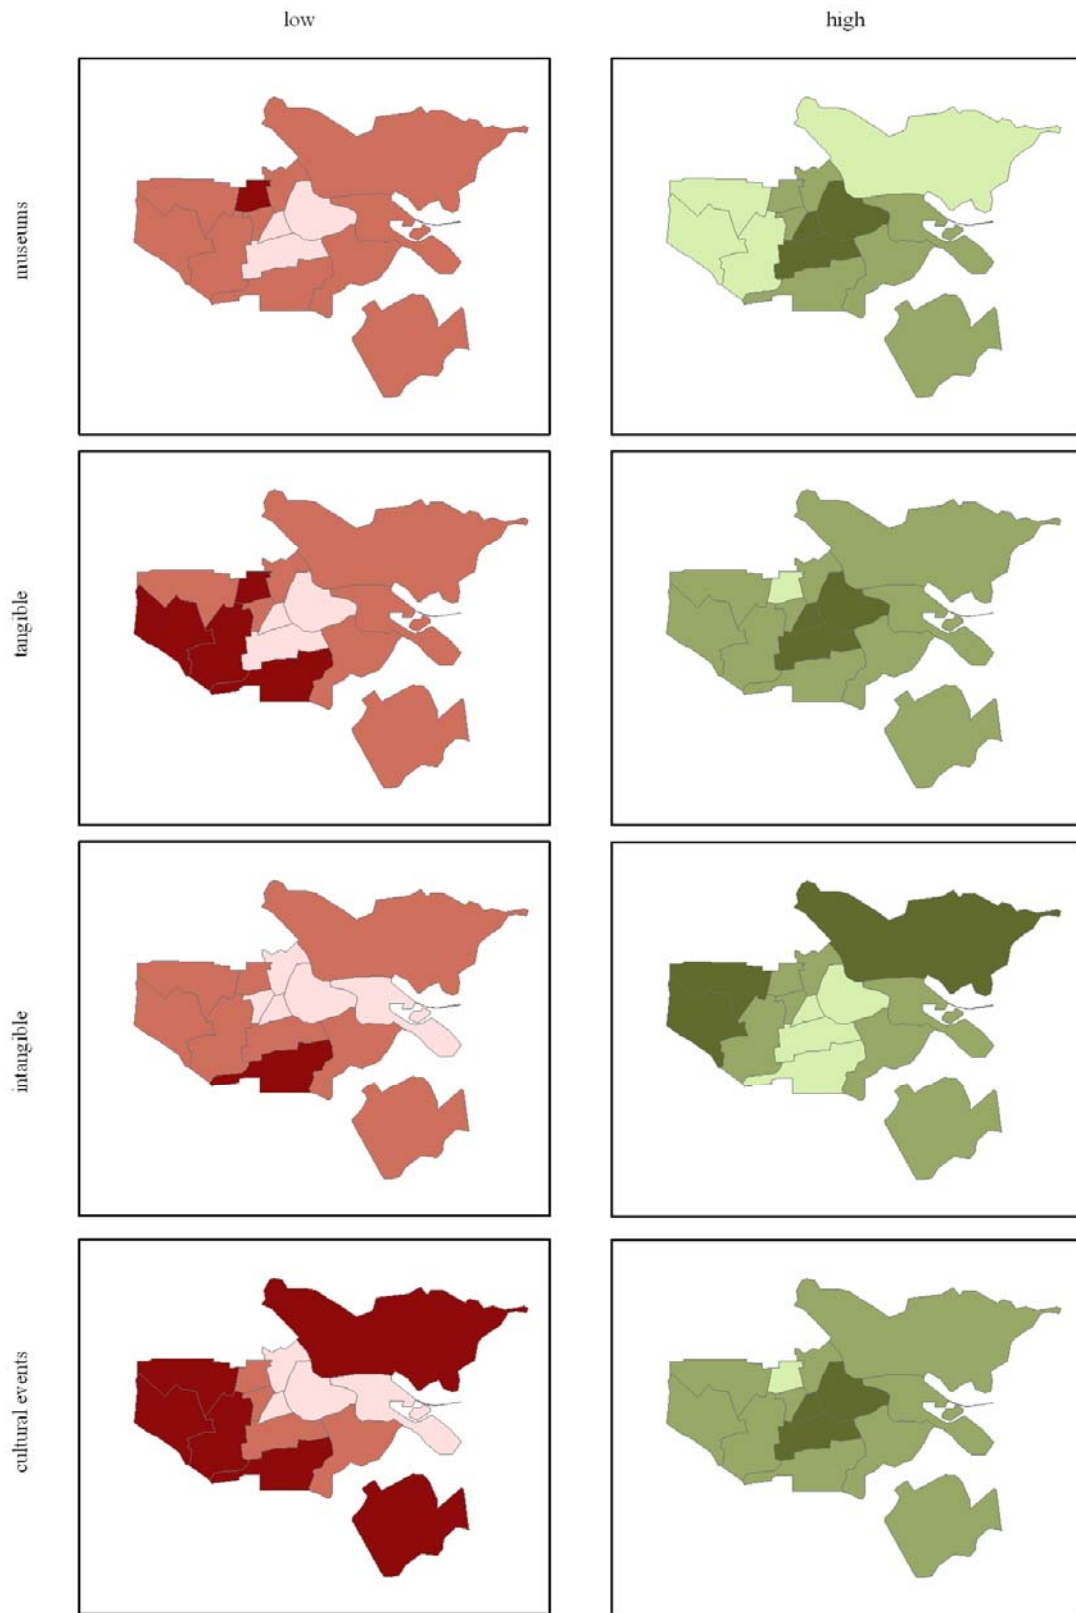 low
high
museums
tangible
intangible
cultural events